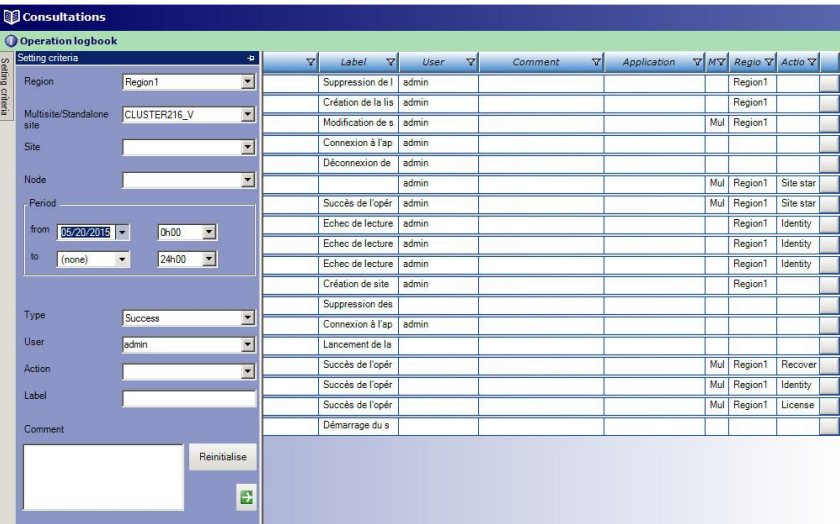 Consultations
Operation logbook
Setting criteria
Setting criteria
Region
Region1
Multisite/Standalone site
CLUSTER216_V
Site
Node
Period
from 05/20/2015 0h00
to (none) 24h00
Type
Success
User
admin
Action
Label
Comment
Reinitialise
Label User Comment Application M Regio Actio
Suppression de l admin Region1
Création de la lis admin Region1
Modification de s admin Mul Region1
Connexion à l'ap admin
Déconnexion de admin
admin Mul Region1 Site star
Succès de l'opér admin Mul Region1 Site star
Echec de lecture admin Region1 Identity
Echec de lecture admin Region1 Identity
Echec de lecture admin Region1 Identity
Création de site admin Region1
Suppression des
Connexion à l'ap admin
Lancement de la
Succès de l'opér Mul Region1 Recover
Succès de l'opér Mul Region1 Identity
Succès de l'opér Mul Region1 License
Démarrage du s